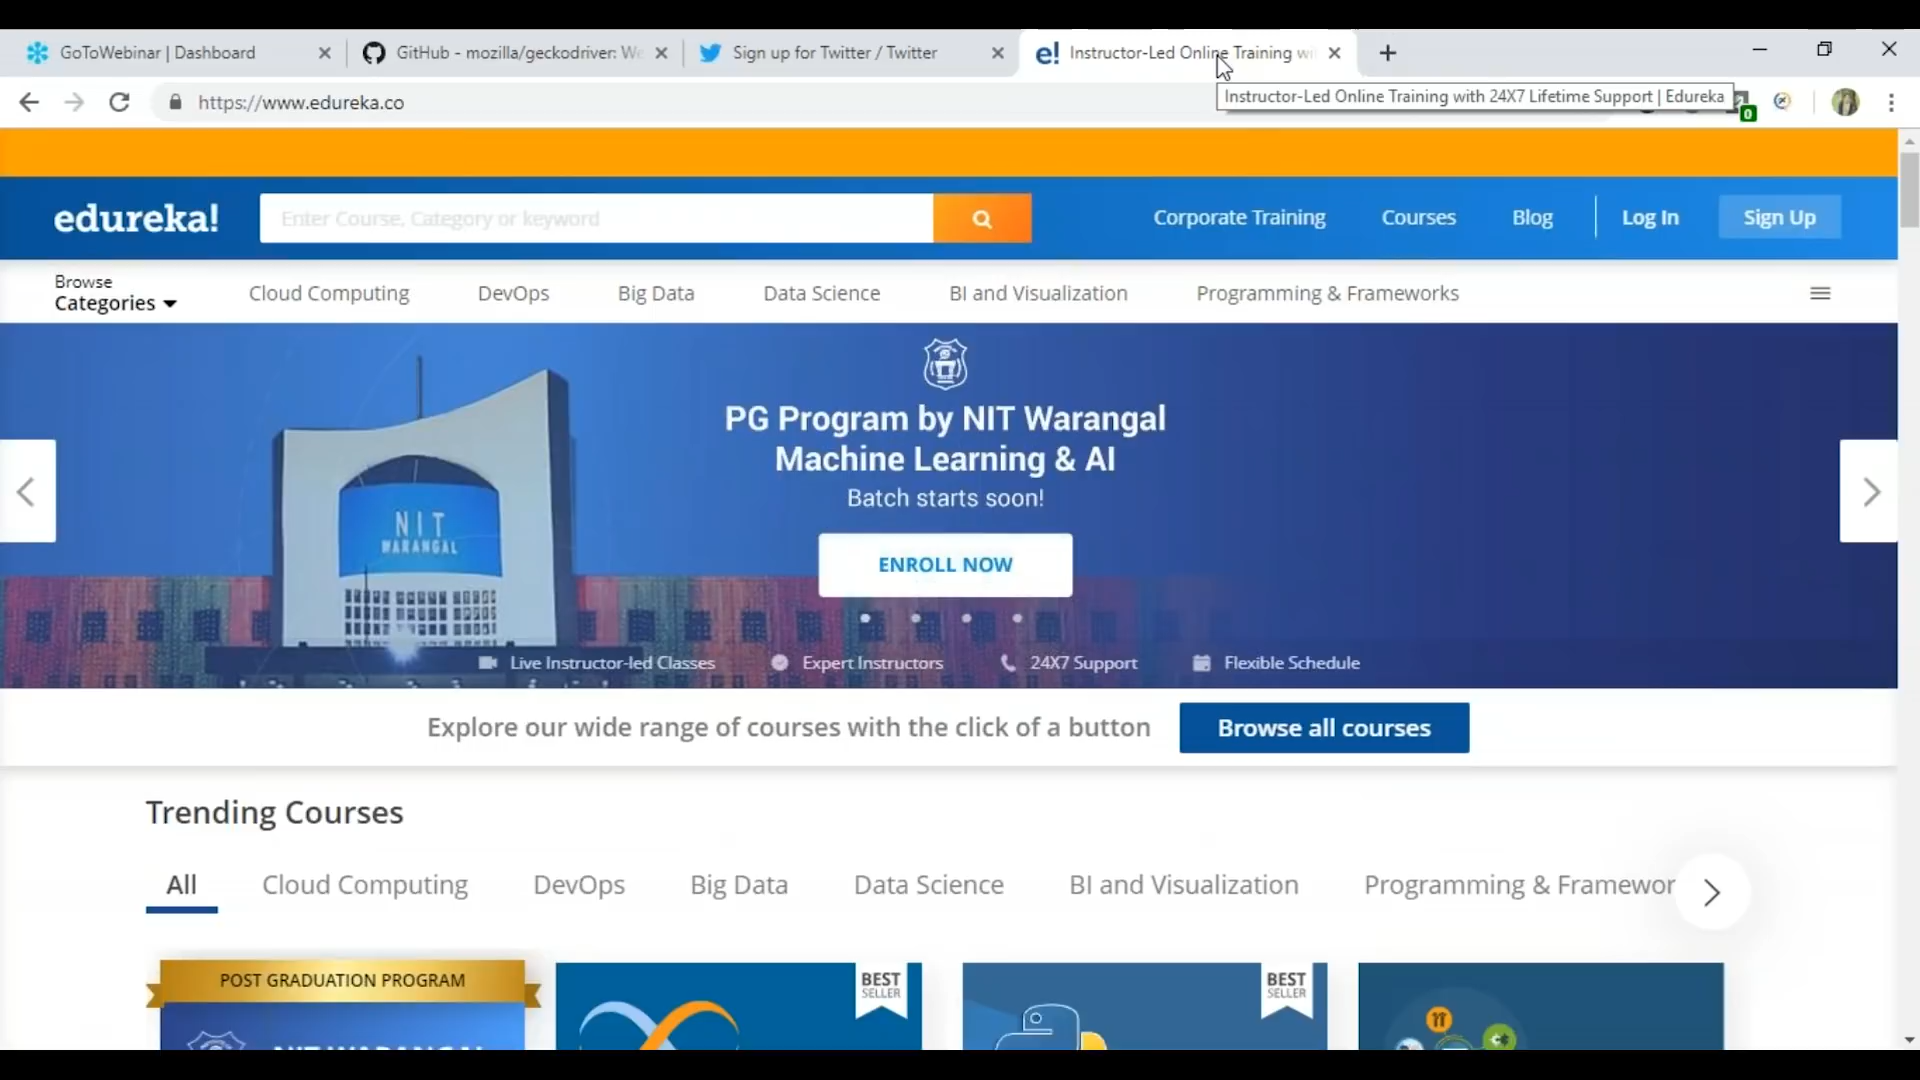 GoToWebinar | Dashboard
GitHub - mozilla/geckodriver: We
Sign up for Twitter / Twitter
e! Instructor-Led Online Training wi
https://www.edureka.co
Instructor-Led Online Training with 24X7 Lifetime Support | Edureka
0
edureka!
Enter Course, Category or keyword
Corporate Training
Courses
Blog
Log In
Sign Up
Browse
Categories
Cloud Computing
DevOps
Big Data
Data Science
BI and Visualization
Programming & Frameworks
PG Program by NIT Warangal
Machine Learning & AI
Batch starts soon!
NIT
WARANGAL
ENROLL NOW
Live Instructor-led Classes
Expert Instructors
24X7 Support
Flexible Schedule
Explore our wide range of courses with the click of a button
Browse all courses
Trending Courses
All
Cloud Computing
DevOps
Big Data
Data Science
BI and Visualization
Programming & Framewor
POST GRADUATION PROGRAM
BEST
SELLER
BEST
SELLER
NIT WARANGAL